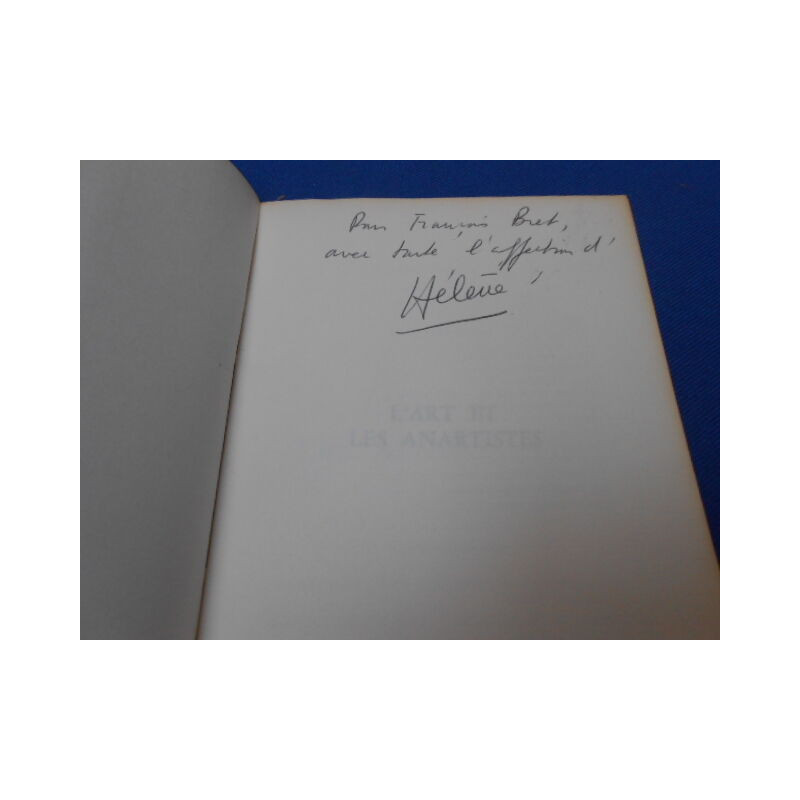 Pour François Bret,
avec toute l'affection d'
Hélène
L'ART ET
LES ANARTISTES